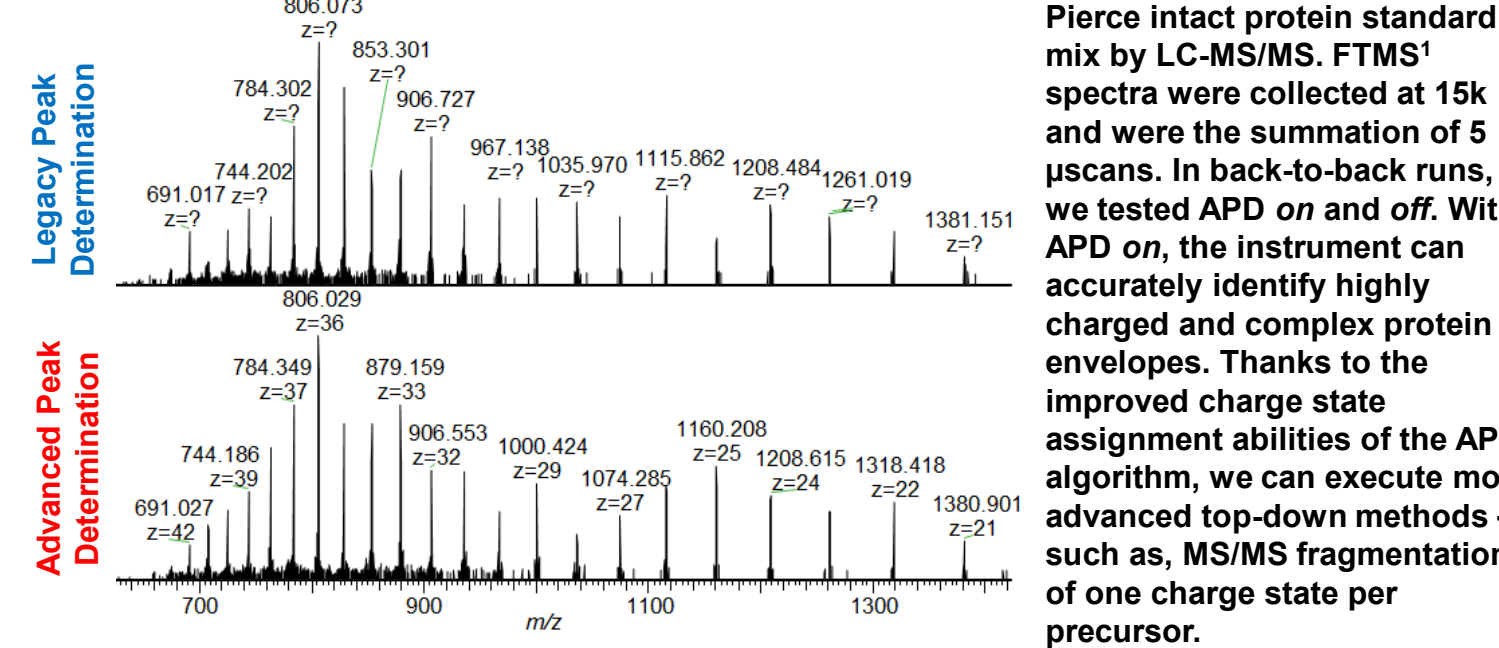 Legacy Peak
Determination
806.073
z=?
853.301
z=?
784.302
z=?
906.727
z=?
744.202
z=?
691.017
z=?
967.138
z=?
1035.970
z=?
1115.862
z=?
1208.484
z=?
1261.019
z=?
1381.151
z=?
Advanced Peak
Determination
806.029
z=36
784.349
z=37
879.159
z=33
744.186
z=39
691.027
z=42
906.553
z=32
1000.424
z=29
1074.285
z=27
1160.208
z=25
1208.615
z=24
1318.418
z=22
1380.901
z=21
700 900 1100 1300
m/z
Pierce intact protein standard
mix by LC-MS/MS. FTMS¹
spectra were collected at 15k
and were the summation of 5
µscans. In back-to-back runs,
we tested APD on and off. Wit
APD on, the instrument can
accurately identify highly
charged and complex protein
envelopes. Thanks to the
improved charge state
assignment abilities of the AP
algorithm, we can execute mo
advanced top-down methods -
such as, MS/MS fragmentation
of one charge state per
precursor.